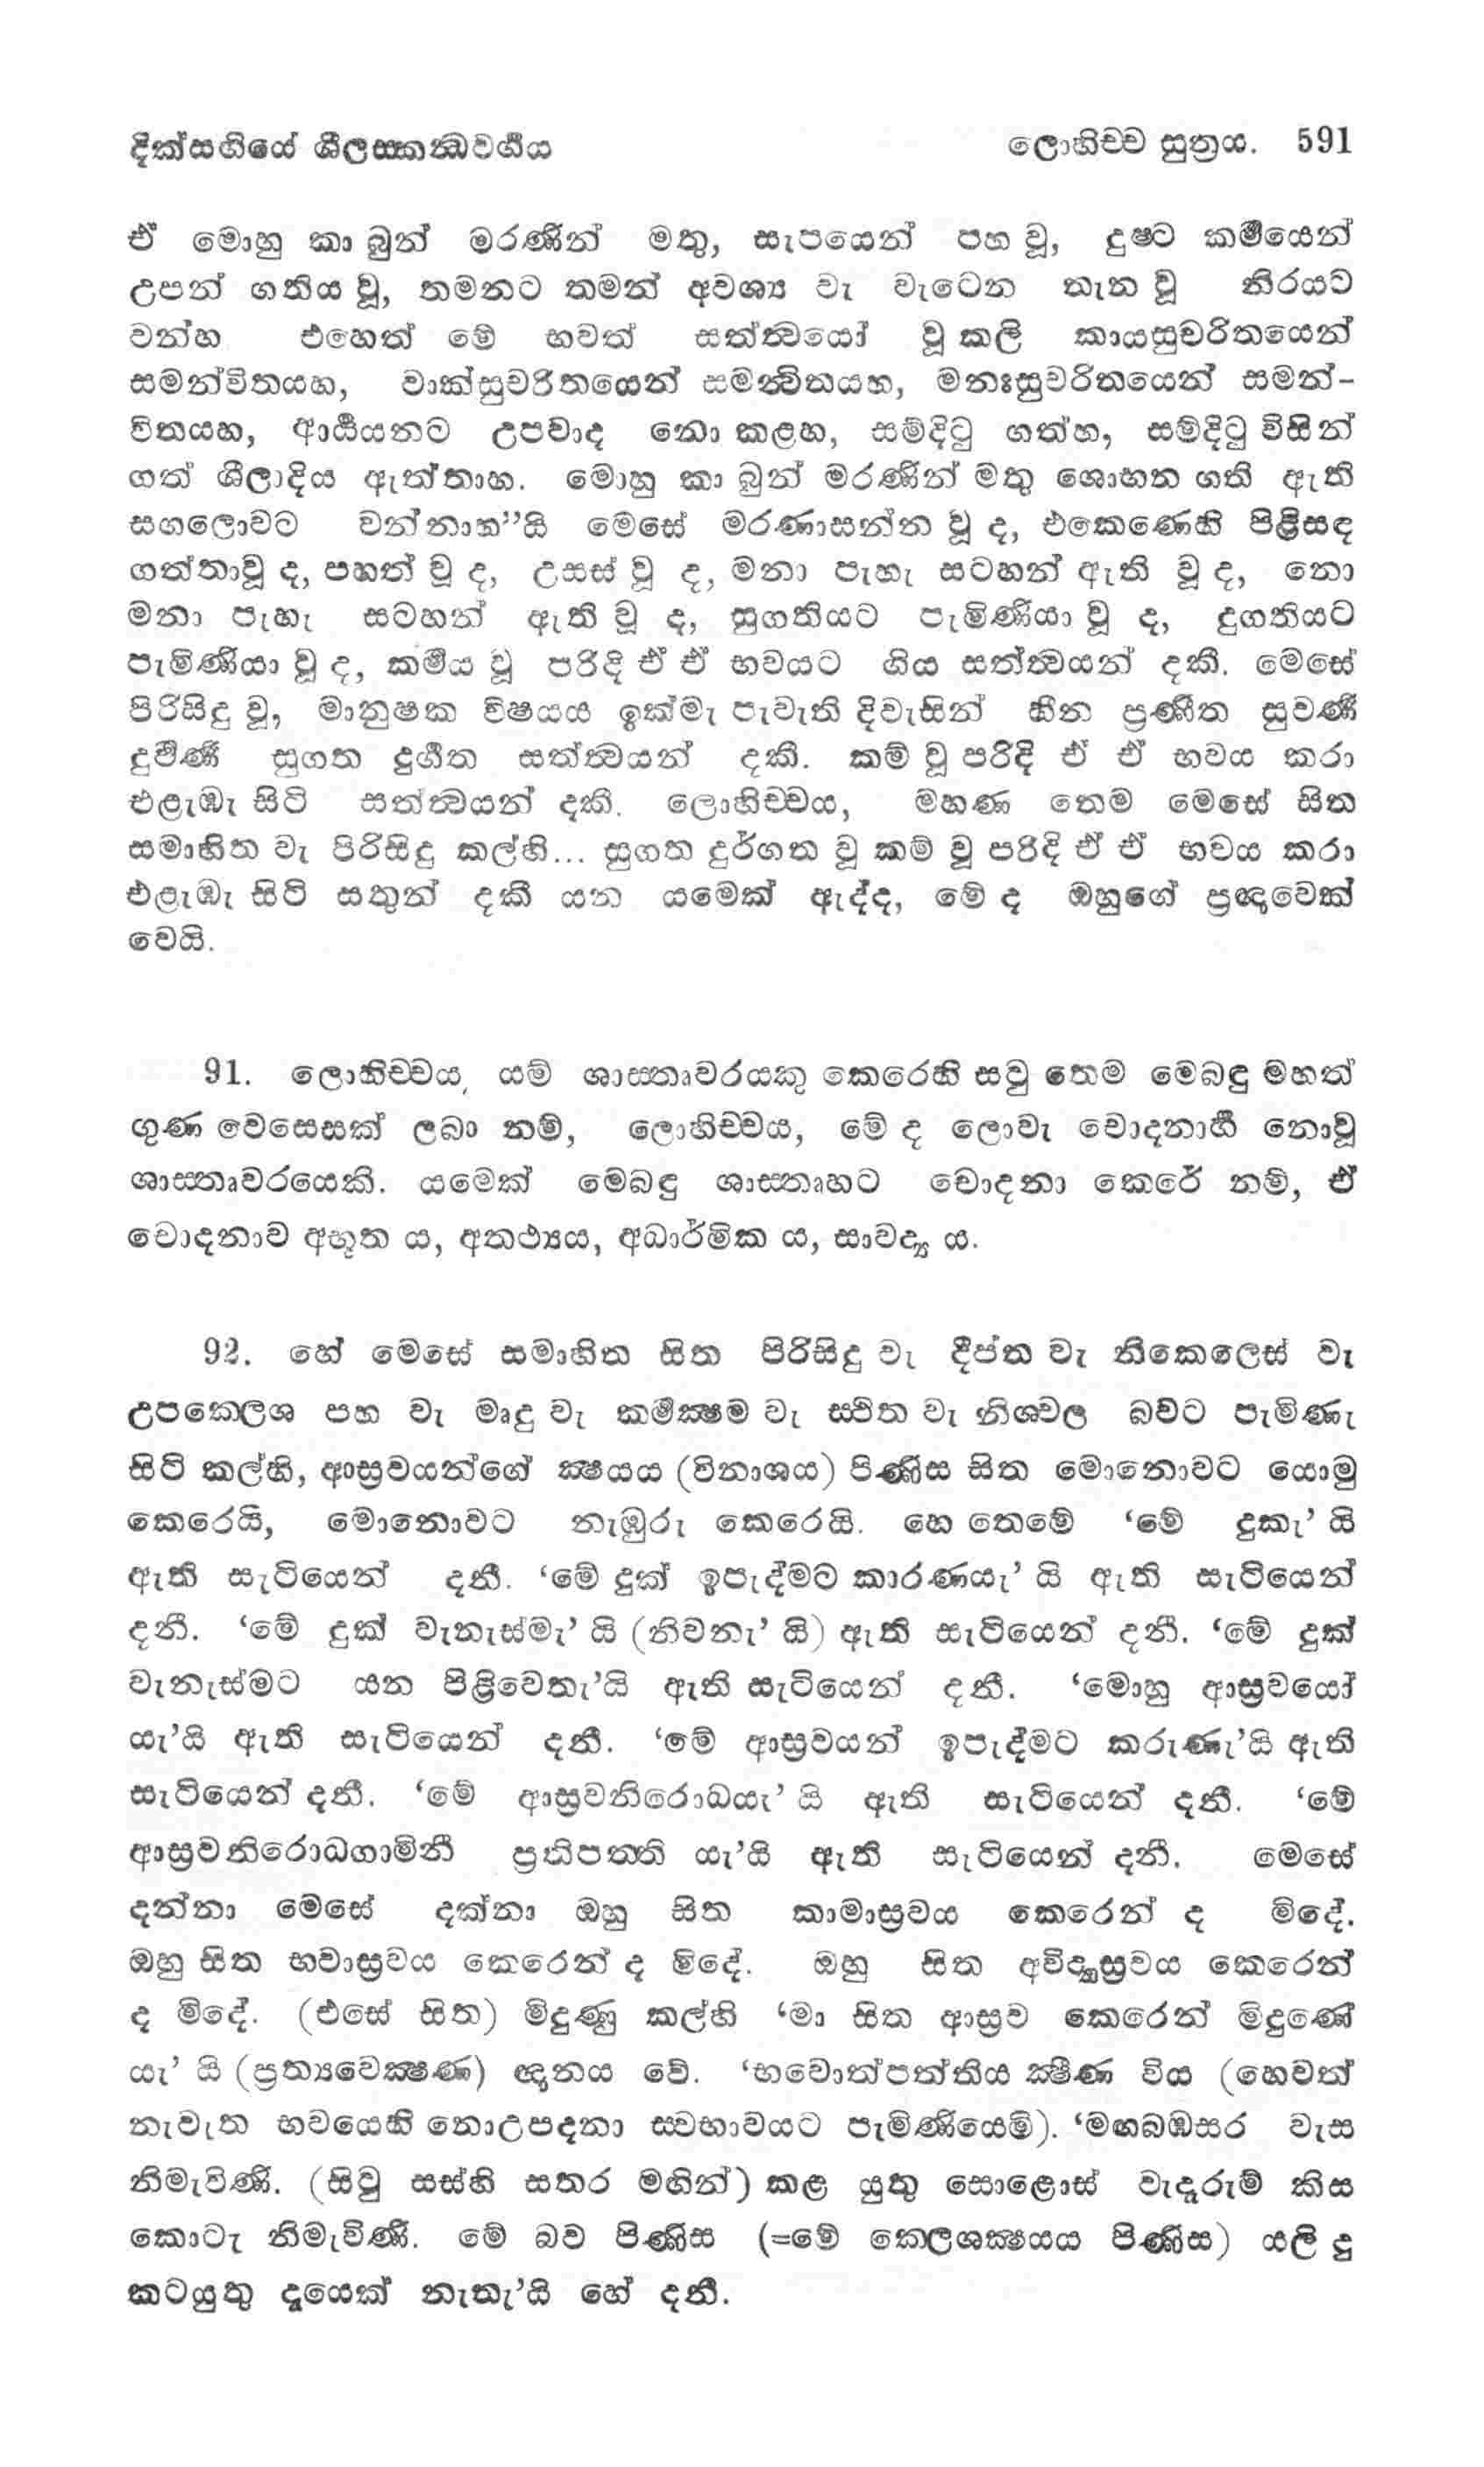 දික්සඟියේ ශීලස්කන්‍ධවර්‍ගය ලොහිච්ච සුත්‍රය. 591
ඒ මොහු කා බුන් මරණින් මතු, සැපයෙන් පහ වූ, දුෂ්ට කර්‍මයෙන්
උපන් ගතිය වූ, තමනට තමන් අවශ්‍ය වැ වැටෙන තැන වූ නිරයට
වන්හ එහෙත් මේ භවත් සත්ත්‍වයෝ වූ කලි කායසුචරිතයෙන්
සමන්විතයහ, වාක්සුචරිතයෙන් සමන්‍විතයහ, මනඃසුචරිතයෙන් සමන්-
විතයහ, ආර්‍ය්‍යයනට උපවාද නො කළහ, සම්දිටු ගත්හ, සම්දිටු විසින්
ගත් ශීලාදිය ඇත්තාහ. මොහු කා බුන් මරණින් මතු ශොභන ගති ඇති
සගලොවට වන්නාහ”යි මෙසේ මරණාසන්න වූ ද, එකෙණෙහි පිළිසඳ
ගත්තාවූ ද, පහත් වූ ද, උසස් වූ ද, මනා පැහැ සටහන් ඇති වූ ද, නො
මනා පැහැ සටහන් ඇති වූ ද, සුගතියට පැමිණියා වූ ද, දුගතියට
පැමිණියා වූ ද, කර්‍මය වූ පරිදි ඒ ඒ භවයට ගිය සත්ත්‍වයන් දකී. මෙසේ
පිරිසිදු වූ, මානුෂක විෂයය ඉක්මැ පැවැති දිවැසින් හීන ප්‍රණීත සුවර්‍ණ
දුර්‍වර්‍ණ සුගත දුර්‍ගත සත්ත්‍වයන් දකී. කම් වූ පරිදි ඒ ඒ භවය කරා
එළැඹැ සිටි සත්ත්‍වයන් දකී. ලොහිච්චය, මහණ තෙම මෙසේ සිත
සමාහිත වැ පිරිසිදු කල්හි... සුගත දුර්ගත වූ කම් වූ පරිදි ඒ ඒ භවය කරා
එළැඹැ සිටි සතුන් දකී යන යමෙක් ඇද්ද, මේ ද ඔහුගේ ප්‍රඥාවෙක්
වෙයි.
91. ලොහිච්චය, යම් ශාස්තෘවරයකු කෙරෙහි සව් තෙම මෙබඳු මහත්
ගුණ වෙසෙසක් ලබා නම්, ලොහිච්චය, මේ ද ලොවැ චොදනාර්‍හ නොවූ
ශාස්තෘවරයෙකි. යමෙක් මෙබඳු ශාස්තෘහට චොදනා කෙරේ නම්, ඒ
චොදනාව අභූත ය, අතථ්‍යය, අධාර්මික ය, සාවද්‍ය ය.
92. හේ මෙසේ සමාහිත සිත පිරිසිදු වැ දීප්ත වැ නිකෙලෙස් වැ
උපක්ලේශ පහ වැ මෘදු වැ කර්‍මක්‍ෂම වැ ස්ථිත වැ නිශ්චල බවට පැමිණැ
සිටි කල්හි, ආස්‍රවයන්ගේ ක්‍ෂයය (විනාශය) පිණිස සිත මොනොවට යොමු
කෙරෙයි, මොනොවට නැඹුරු කෙරෙයි. හෙ තෙමේ ‘මේ දුකැ’ යි
ඇති සැටියෙන් දනී. ‘මේ දුක් ඉපැද්මට කාරණයැ’ යි ඇති සැටියෙන්
දනී. ‘මේ දුක් වැනැස්මැ’ යි (නිවනැ’ යි) ඇති සැටියෙන් දනී. ‘මේ දුක්
වැනැස්මට යන පිළිවෙතැ’යි ඇති සැටියෙන් දනී. ‘මොහු ආස්‍රවයෝ
යැ’යි ඇති සැටියෙන් දනී. ‘මේ ආස්‍රවයන් ඉපැද්මට කරුණැ’යි ඇති
සැටියෙන් දනී. ‘මේ ආස්‍රවනිරොධයැ’ යි ඇති සැටියෙන් දනී. ‘මේ
ආස්‍රවනිරොධගාමිනී ප්‍රතිපත්ති යැ’යි ඇති සැටියෙන් දනී. මෙසේ
දන්නා මෙසේ දක්නා ඔහු සිත කාමාස්‍රවය කෙරෙන් ද මිදේ.
ඔහු සිත භවාස්‍රවය කෙරෙන් ද මිදේ. ඔහු සිත අවිද්‍යාස්‍රවය කෙරෙන්
ද මිදේ. (එසේ සිත) මිදුණු කල්හි ‘මා සිත ආස්‍රව කෙරෙන් මිදුණේ
යැ’ යි (ප්‍රත්‍යවෙක්‍ෂණ) ඥානය වේ. ‘භවොත්පත්තිය ක්‍ෂීණ විය (හෙවත්
නැවැත භවයෙහි නොඋපදනා ස්වභාවයට පැමිණියෙමි). ‘මඟබඹසර වැස
නිමැවිණි. (සිවු සස්හි සතර මඟින්) කළ යුතු සොළොස් වැදෑරුම් කිස
කොටැ නිමැවිණි. මේ බව පිණිස (=මේ ක්ලේශක්‍ෂයය පිණිස) යලි දු
කටයුතු දෑයෙක් නැතැ’යි හේ දනී.